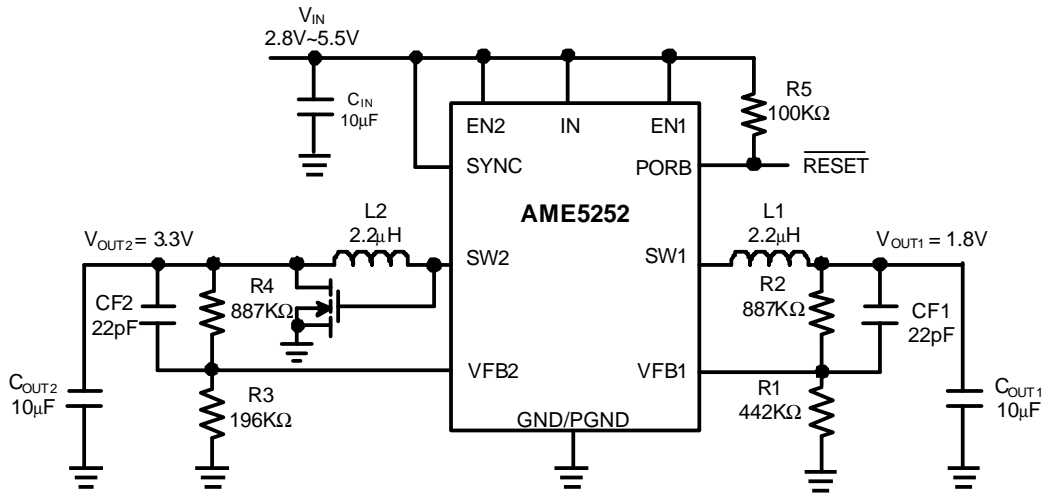 VIN
2.8V~5.5V
CIN
10µF
R5
100KΩ
EN2
IN
EN1
SYNC
PORB
RESET
AME5252
L2
2.2µH
L1
2.2µH
VOUT2 = 3.3V
VOUT1 = 1.8V
SW2
SW1
R4
887KΩ
R2
887KΩ
CF2
22pF
CF1
22pF
VFB2
VFB1
COUT2
10µF
R3
196KΩ
R1
442KΩ
COUT1
10µF
GND/PGND